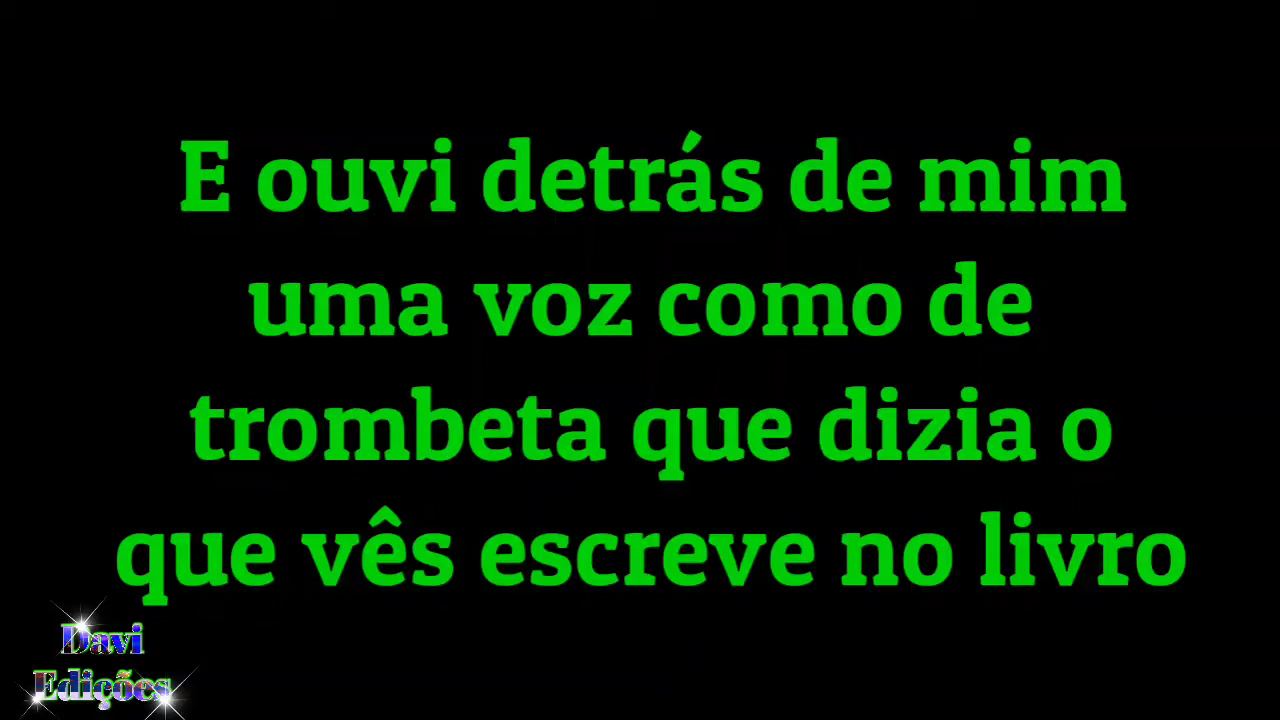 E ouvi detrás de mim
uma voz como de
trombeta que dizia o
que vês escreve no livro
Davi
Edições